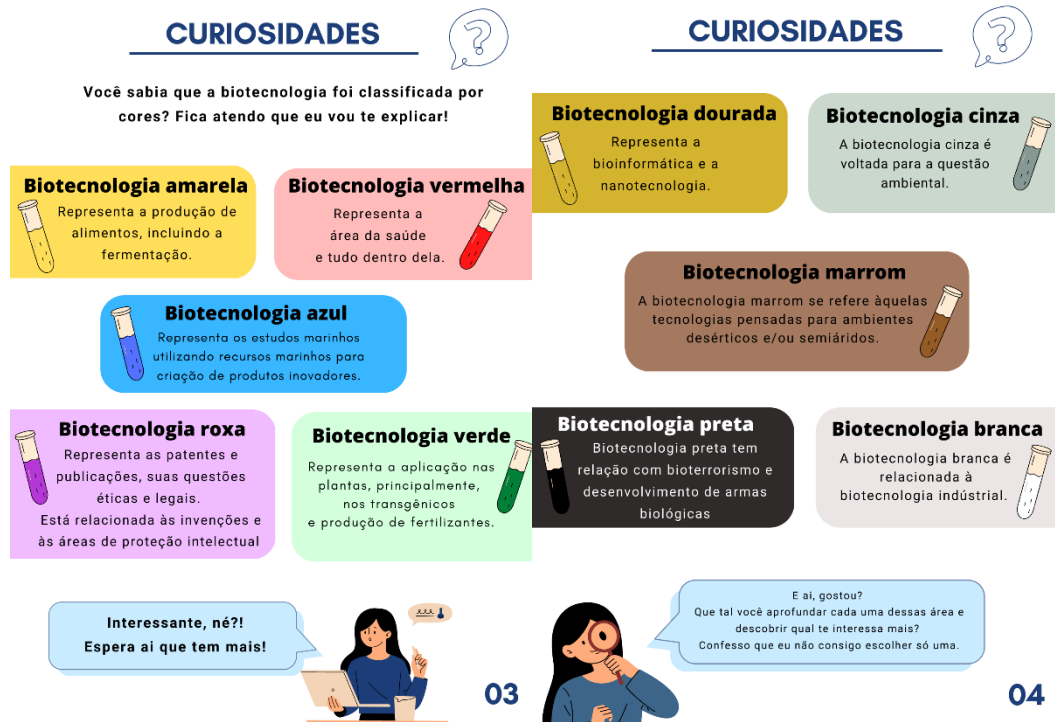 CURIOSIDADES
?
Você sabia que a biotecnologia foi classificada por
cores? Fica atendo que eu vou te explicar!
Biotecnologia amarela
Representa a produção de
alimentos, incluindo a
fermentação.
Biotecnologia vermelha
Representa a
área da saúde
e tudo dentro dela.
Biotecnologia azul
Representa os estudos marinhos
utilizando recursos marinhos para
criação de produtos inovadores.
Biotecnologia roxa
Representa as patentes e
publicações, suas questões
éticas e legais.
Está relacionada às invenções e
às áreas de proteção intelectual
Biotecnologia verde
Representa a aplicação nas
plantas, principalmente,
nos transgênicos
e produção de fertilizantes.
Interessante, né?!
Espera ai que tem mais!
03
CURIOSIDADES
?
Biotecnologia dourada
Representa a
bioinformática e a
nanotecnologia.
Biotecnologia cinza
A biotecnologia cinza é
voltada para a questão
ambiental.
Biotecnologia marrom
A biotecnologia marrom se refere àquelas
tecnologias pensadas para ambientes
desérticos e/ou semiáridos.
Biotecnologia preta
Biotecnologia preta tem
relação com bioterrorismo e
desenvolvimento de armas
biológicas
Biotecnologia branca
A biotecnologia branca é
relacionada à
biotecnologia indústrial.
E ai, gostou?
Que tal você aprofundar cada uma dessas área e
descobrir qual te interessa mais?
Confesso que eu não consigo escolher só uma.
04